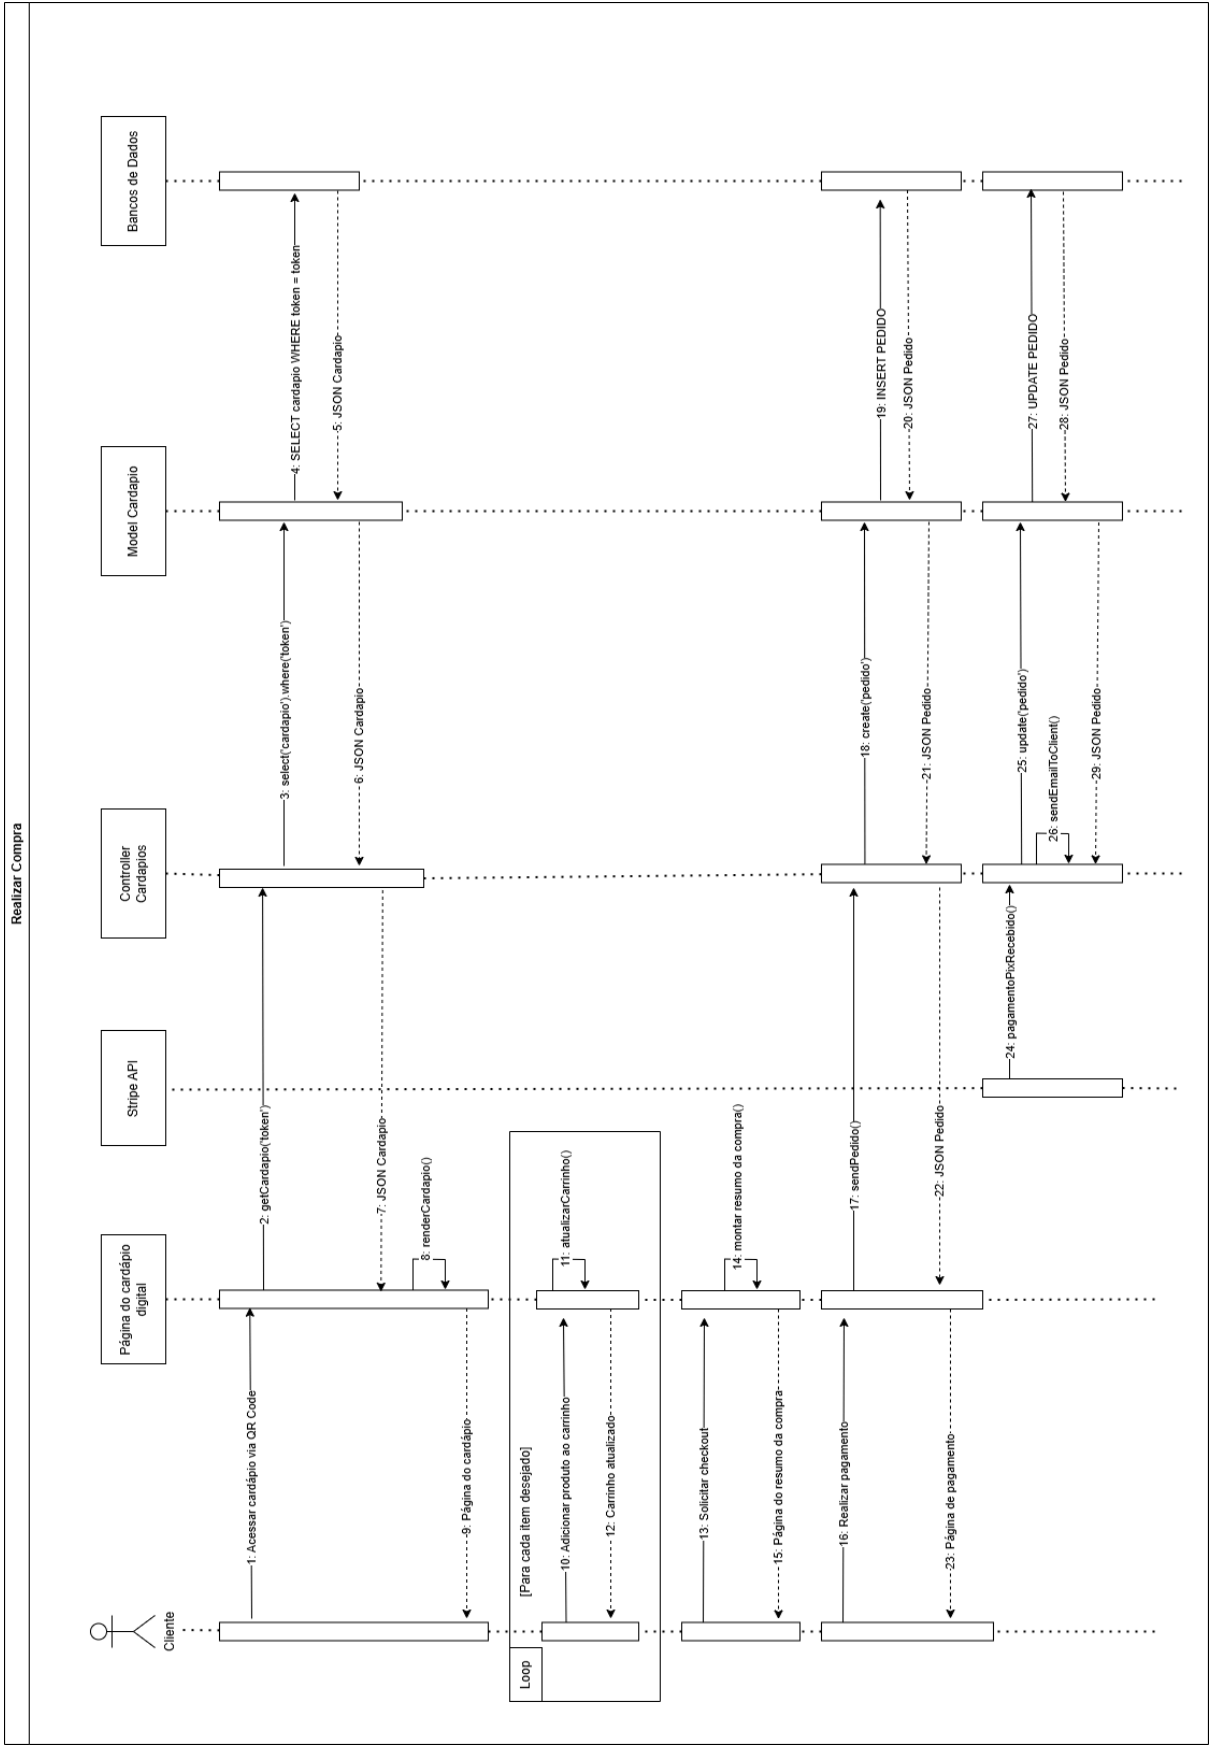 Realizar Compra
Cliente
Página do cardápio
digital
Stripe API
Controller
Cardapios
Model Cardapio
Bancos de Dados
1: Acessar cardápio via QR Code
2: getCardapio('token')
3: select('cardapio').where('token')
4: SELECT cardapio WHERE token = token
5: JSON Cardapio
6: JSON Cardapio
7: JSON Cardapio
8: renderCardapio()
9: Página do cardápio
Loop
[Para cada item desejado]
10: Adicionar produto ao carrinho
11: atualizarCarrinho()
12: Carrinho atualizado
13: Solicitar checkout
14: montar resumo da compra()
15: Página do resumo da compra
16: Realizar pagamento
17: sendPedido()
18: create('pedido')
19: INSERT PEDIDO
20: JSON Pedido
21: JSON Pedido
22: JSON Pedido
23: Página de pagamento
24: pagamentoPixRecebido()
25: update('pedido')
26: sendEmailToClient()
27: UPDATE PEDIDO
28: JSON Pedido
29: JSON Pedido